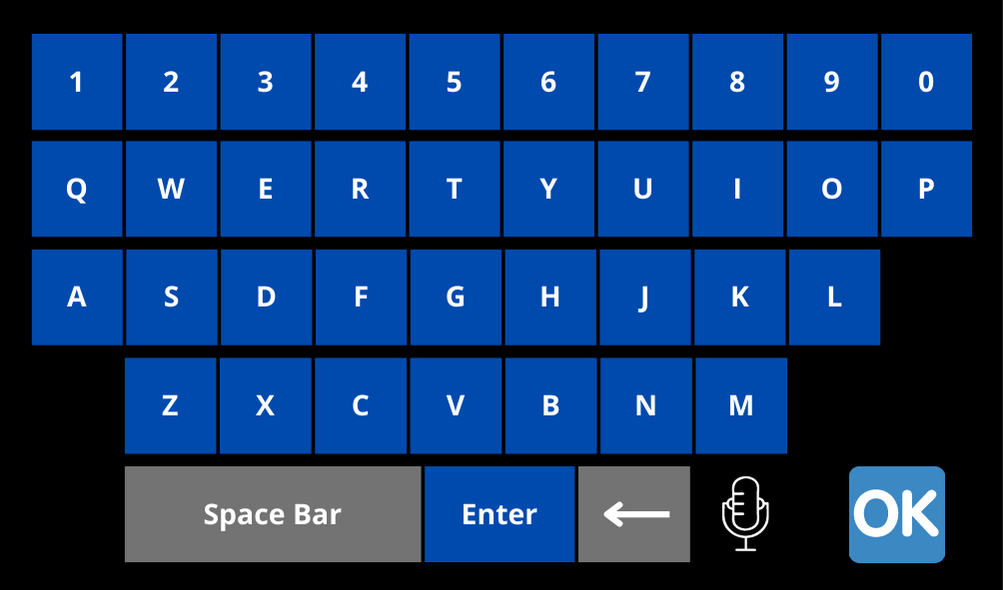 1 2 3 4 5 6 7 8 9 0
Q W E R T Y U I O P
A S D F G H J K L
Z X C V B N M
Space Bar Enter OK